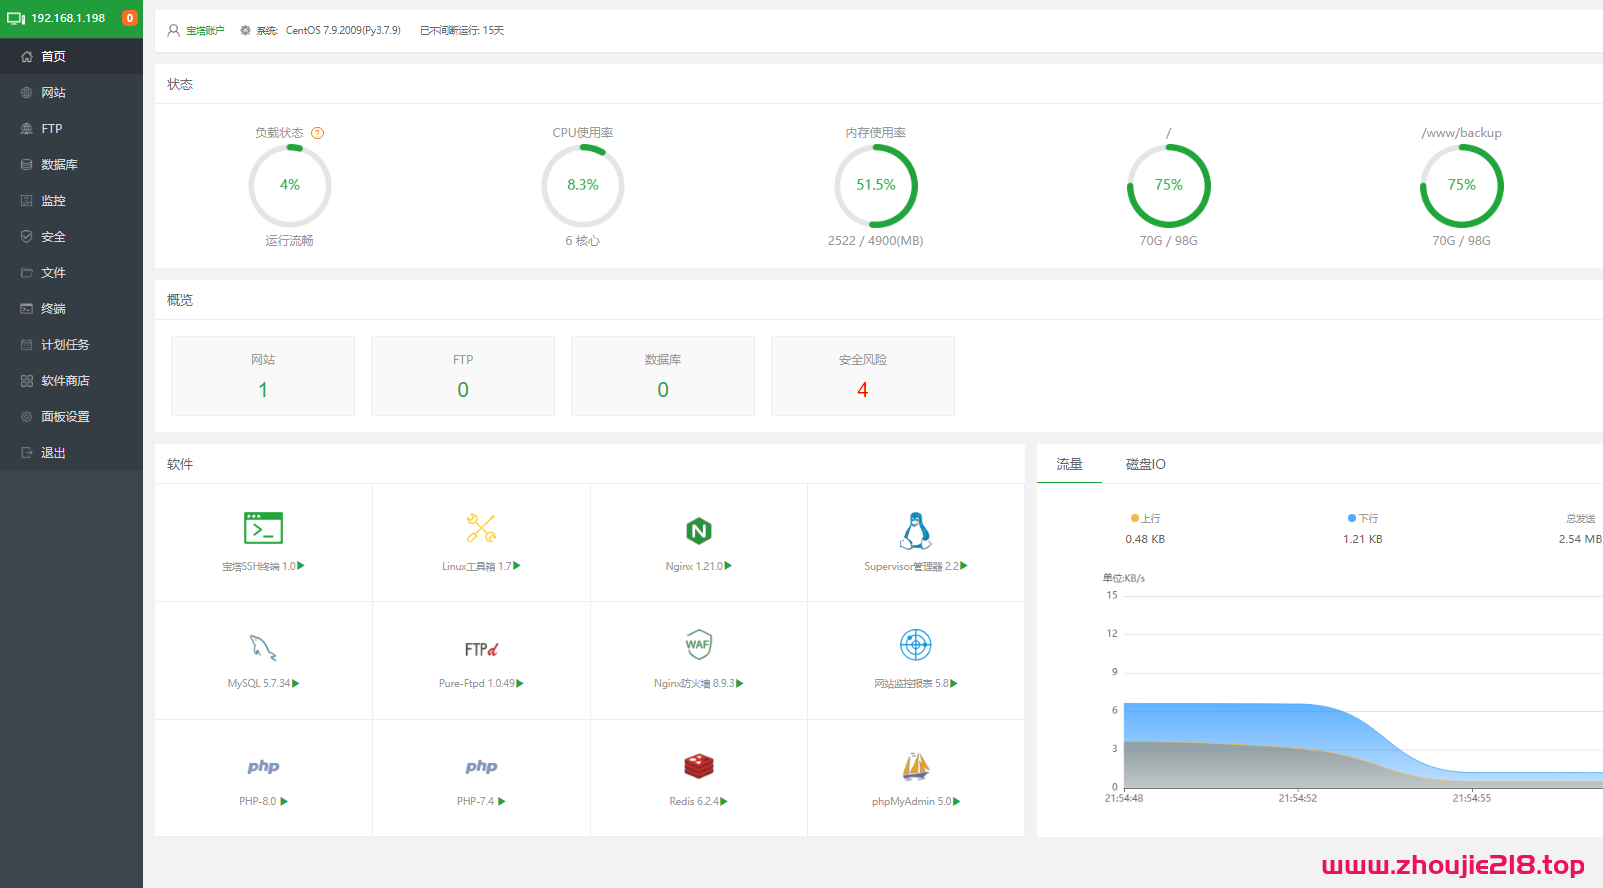 192.168.1.198 0
首页
网站
FTP
数据库
监控
安全
文件
终端
计划任务
软件商店
面板设置
退出
宝塔账户 系统: CentOS 7.9.2009(Py3.7.9) 已不间断运行: 15天
状态
负载状态 ?
4%
运行流畅
CPU使用率
8.3%
6 核心
内存使用率
51.5%
2522 / 4900(MB)
/
75%
70G / 98G
/www/backup
75%
70G / 98G
概览
网站
1
FTP
0
数据库
0
安全风险
4
软件
宝塔SSH终端 1.0
Linux工具箱 1.7
N
Nginx 1.21.0
Supervisor管理器 2.2
MySQL 5.7.34
FTPd
Pure-Ftpd 1.0.49
WAF
Nginx防火墙 8.9.3
网站监控报表 5.8
php
PHP-8.0
php
PHP-7.4
Redis 6.2.4
phpMyAdmin 5.0
流量 磁盘IO
上行
0.48 KB
下行
1.21 KB
总发送
2.54 MB
单位:KB/s
15
12
9
6
3
0
21:54:48 21:54:52 21:54:55
www.zhoujie218.top